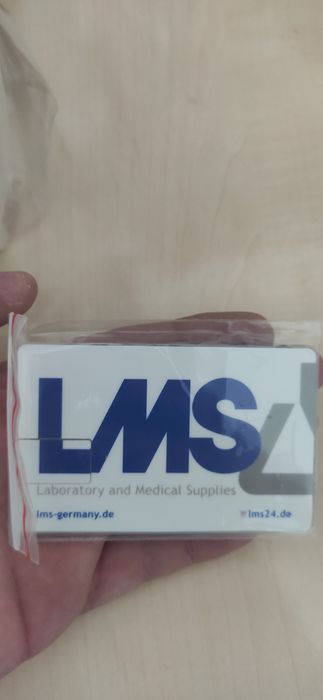 LMS
Laboratory and Medical Supplies
lms-germany.de lms24.de